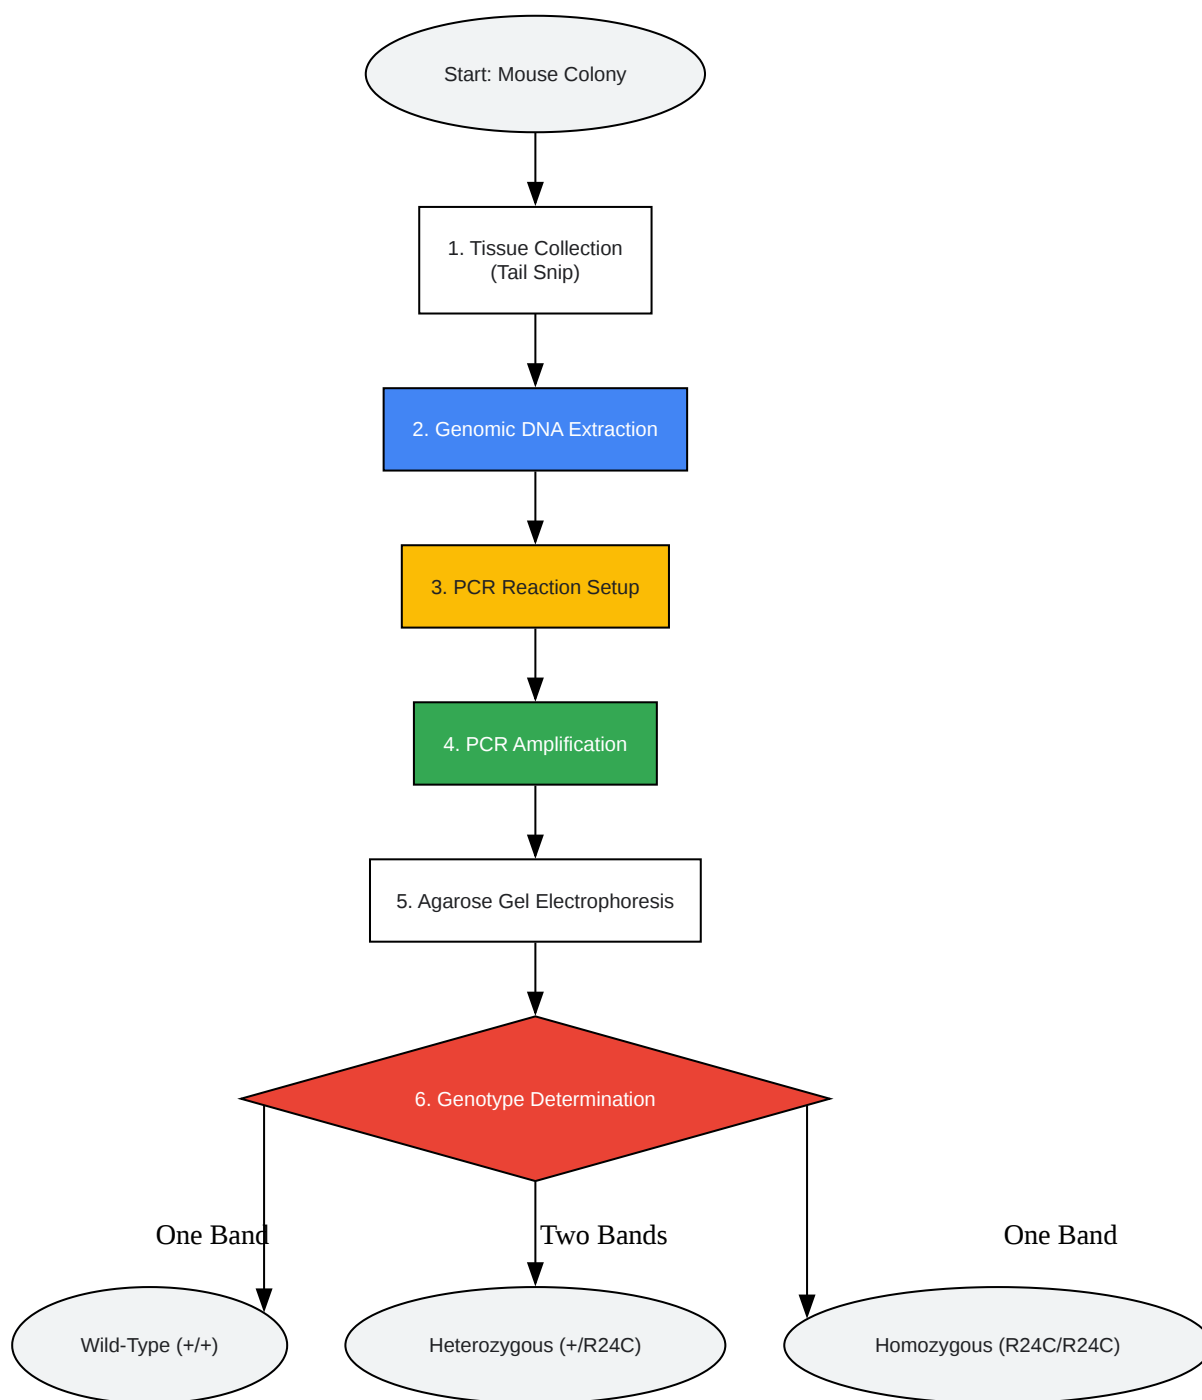 Start: Mouse Colony
1. Tissue Collection
(Tail Snip)
2. Genomic DNA Extraction
3. PCR Reaction Setup
4. PCR Amplification
5. Agarose Gel Electrophoresis
6. Genotype Determination
One Band
Two Bands
One Band
Wild-Type (+/+)
Heterozygous (+/R24C)
Homozygous (R24C/R24C)